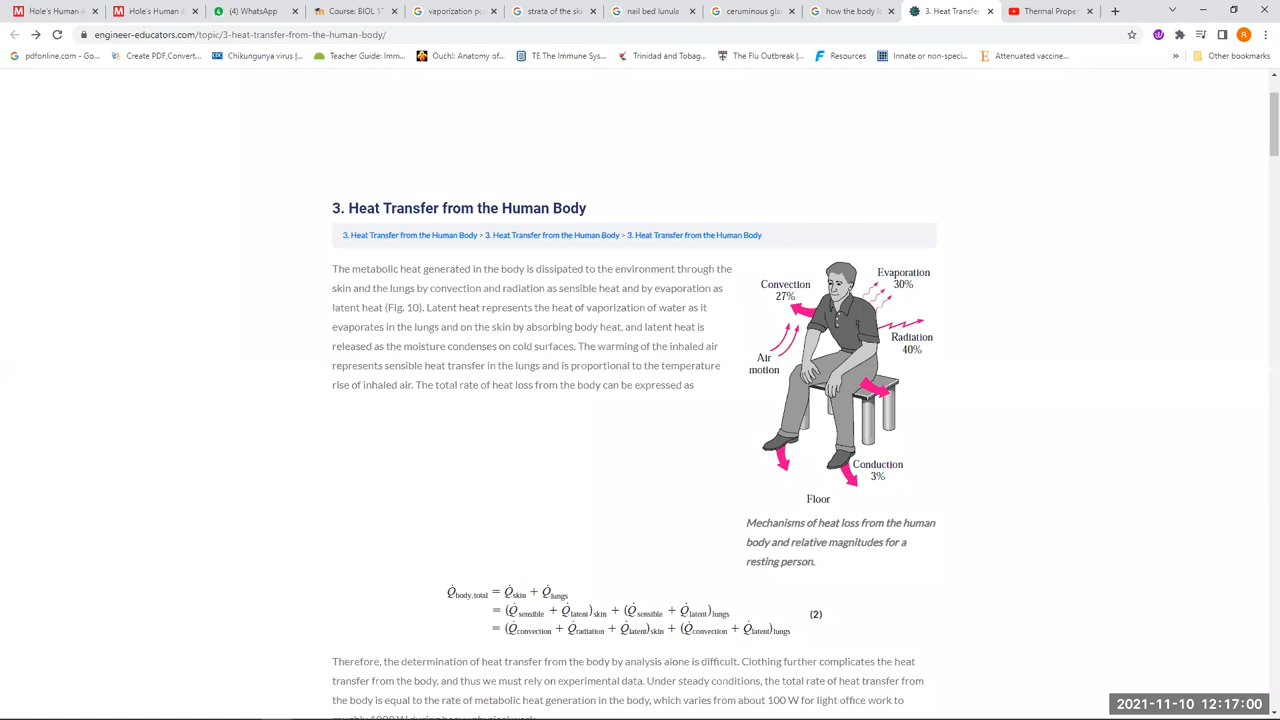 Hole's Human A
Hole's Human A
(4) WhatsApp
Course: BIOL 1
vaporization pu
strata of the ski
nail bed lunula
ceruminous gla
how the body l
3. Heat Transfer
Thermal Prope
engineer-educators.com/topic/3-heat-transfer-from-the-human-body/
R
pdfonline.com - Go...
Create PDF,Convert...
Chikungunya virus |...
Teacher Guide: Imm...
Ouch!: Anatomy of...
TE The Immune Sys...
Trinidad and Tobag...
The Flu Outbreak |...
Resources
Innate or non-speci...
Attenuated vaccine...
»
Other bookmarks
3. Heat Transfer from the Human Body
3. Heat Transfer from the Human Body > 3. Heat Transfer from the Human Body > 3. Heat Transfer from the Human Body
The metabolic heat generated in the body is dissipated to the environment through the
skin and the lungs by convection and radiation as sensible heat and by evaporation as
latent heat (Fig. 10). Latent heat represents the heat of vaporization of water as it
evaporates in the lungs and on the skin by absorbing body heat, and latent heat is
released as the moisture condenses on cold surfaces. The warming of the inhaled air
represents sensible heat transfer in the lungs and is proportional to the temperature
rise of inhaled air. The total rate of heat loss from the body can be expressed as
Evaporation
30%
Convection
27%
Radiation
40%
Air
motion
Conduction
3%
Floor
Mechanisms of heat loss from the human
body and relative magnitudes for a
resting person.
Q̇body,total = Q̇skin + Q̇lungs
= (Q̇sensible + Q̇latent)skin + (Q̇sensible + Q̇latent)lungs
(2)
= (Q̇convection + Q̇radiation + Q̇latent)skin + (Q̇convection + Q̇latent)lungs
Therefore, the determination of heat transfer from the body by analysis alone is difficult. Clothing further complicates the heat
transfer from the body, and thus we must rely on experimental data. Under steady conditions, the total rate of heat transfer from
the body is equal to the rate of metabolic heat generation in the body, which varies from about 100 W for light office work to
2021-11-10 12:17:00